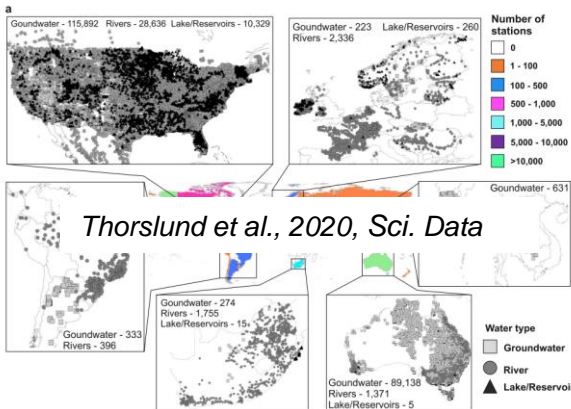 a
Goundwater - 115,892 Rivers - 28,636 Lake/Reservoirs - 10,329
Goundwater - 223 Lake/Reservoirs - 260
Rivers - 2,336
Number of
stations
0
1 - 100
100 - 500
500 - 1,000
1,000 - 5,000
5,000 - 10,000
>10,000
Groundwater - 631
Thorslund et al., 2020, Sci. Data
Goundwater - 333
Rivers - 396
Goundwater - 274
Rivers - 1,755
Lake/Reservoirs - 15
Goundwater - 89,138
Rivers - 1,371
Lake/Reservoirs - 5
Water type
Groundwater
River
Lake/Reservoi